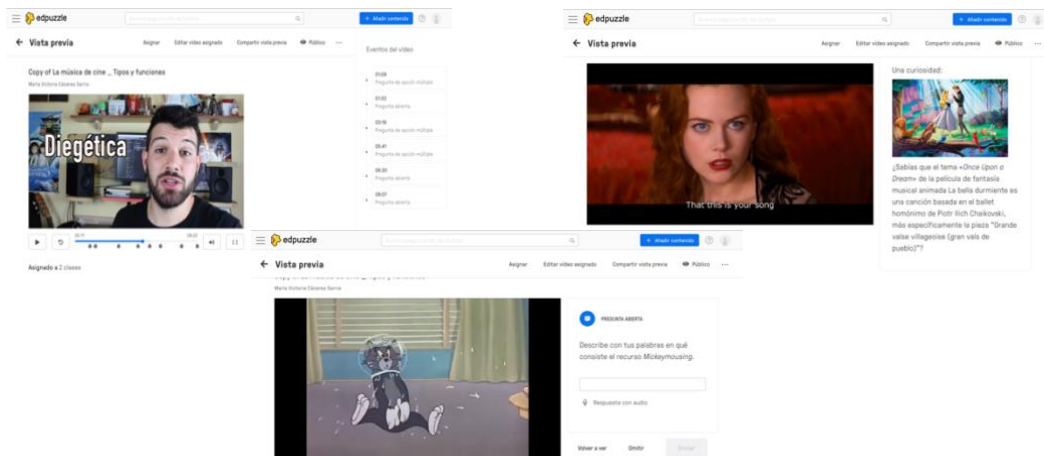 edpuzzle
+ Añadir contenido
Vista previa
Asignar
Editar vídeo asignado
Compartir vista previa
Público
Copy of La música de cine _ Tipos y funciones
María Victoria Cáceres Sarria
Diegética
Asignado a 2 clases
Eventos del vídeo
01:09
Pregunta de opción múltiple
Pregunta abierta
Pregunta de opción múltiple
05:41
Pregunta de opción múltiple
Pregunta abierta
Pregunta abierta
edpuzzle
+ Añadir contenido
Vista previa
Asignar
Editar vídeo asignado
Compartir vista previa
Público
That this is your song
Una curiosidad:
¿Sabías que el tema «Once Upon a
Dream» de la película de fantasía
musical animada La bella durmiente es
una canción basada en el ballet
homónimo de Piotr Ilich Chaikovski,
más específicamente la pieza "Grande
valse villageoise (gran vals de
pueblo)"?
edpuzzle
+ Añadir contenido
Vista previa
Asignar
Editar vídeo asignado
Compartir vista previa
Público
PREGUNTA ABIERTA
Describe con tus palabras en qué
consiste el recurso Mickeymousing.
Respuesta con audio
Volver a ver
Omitir
Enviar